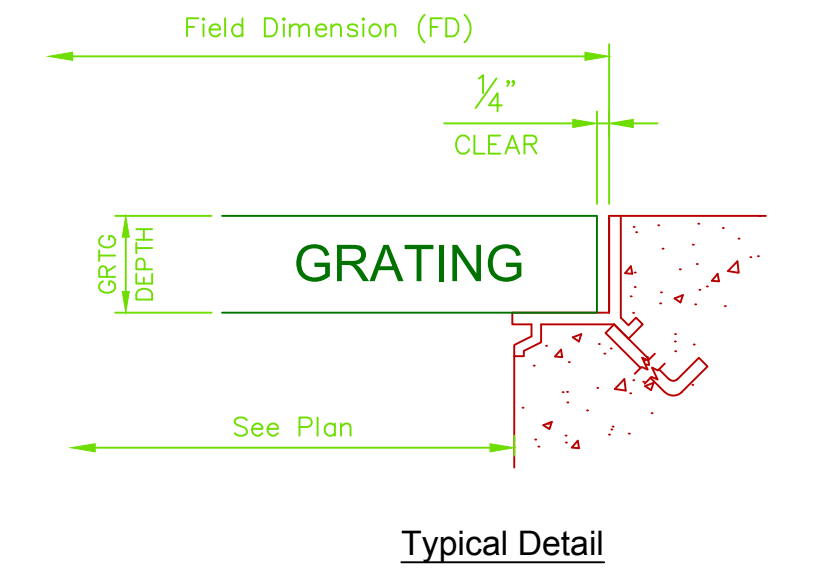 Field Dimension (FD)
1/4"
CLEAR
GRTG
DEPTH
GRATING
See Plan
Typical Detail